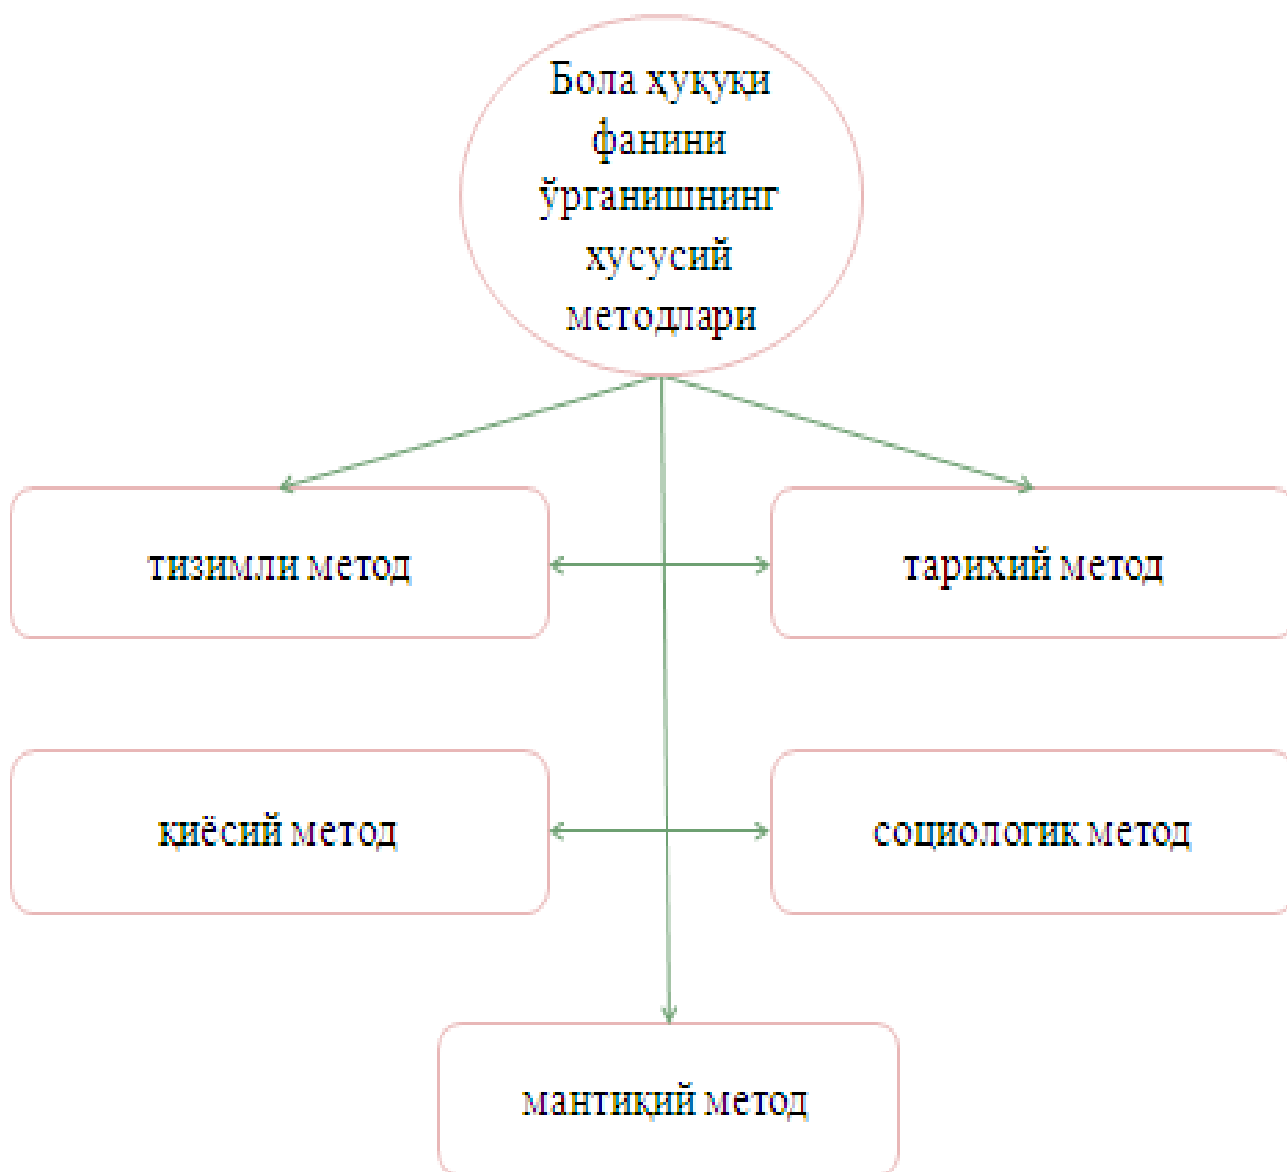 Бола ҳуқуқи
фанини
ўрганишнинг
хусусий
методлари
тизимли метод
тарихий метод
қиёсий метод
социологик метод
мантиқий метод